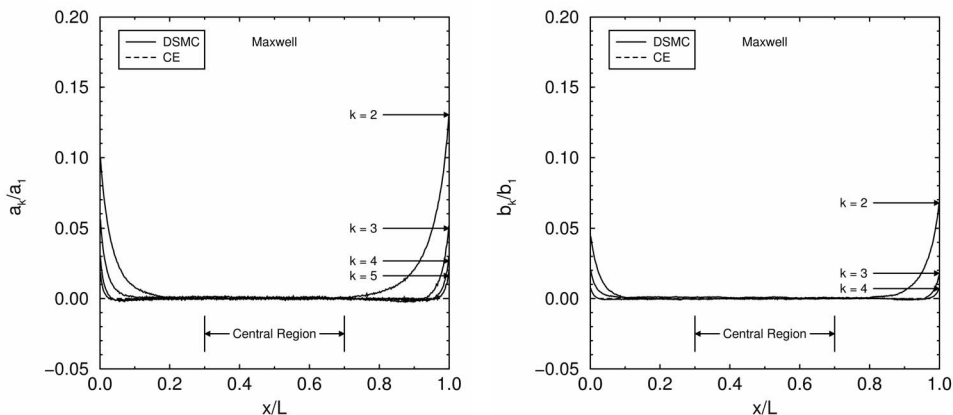 0.20
DSMC
CE
Maxwell
0.15
k = 2
0.10
a_k/a_1
0.05
k = 3
k = 4
k = 5
0.00
Central Region
−0.05
0.0 0.2 0.4 0.6 0.8 1.0
x/L
0.20
DSMC
CE
Maxwell
0.15
0.10
b_k/b_1
k = 2
0.05
k = 3
k = 4
0.00
Central Region
−0.05
0.0 0.2 0.4 0.6 0.8 1.0
x/L